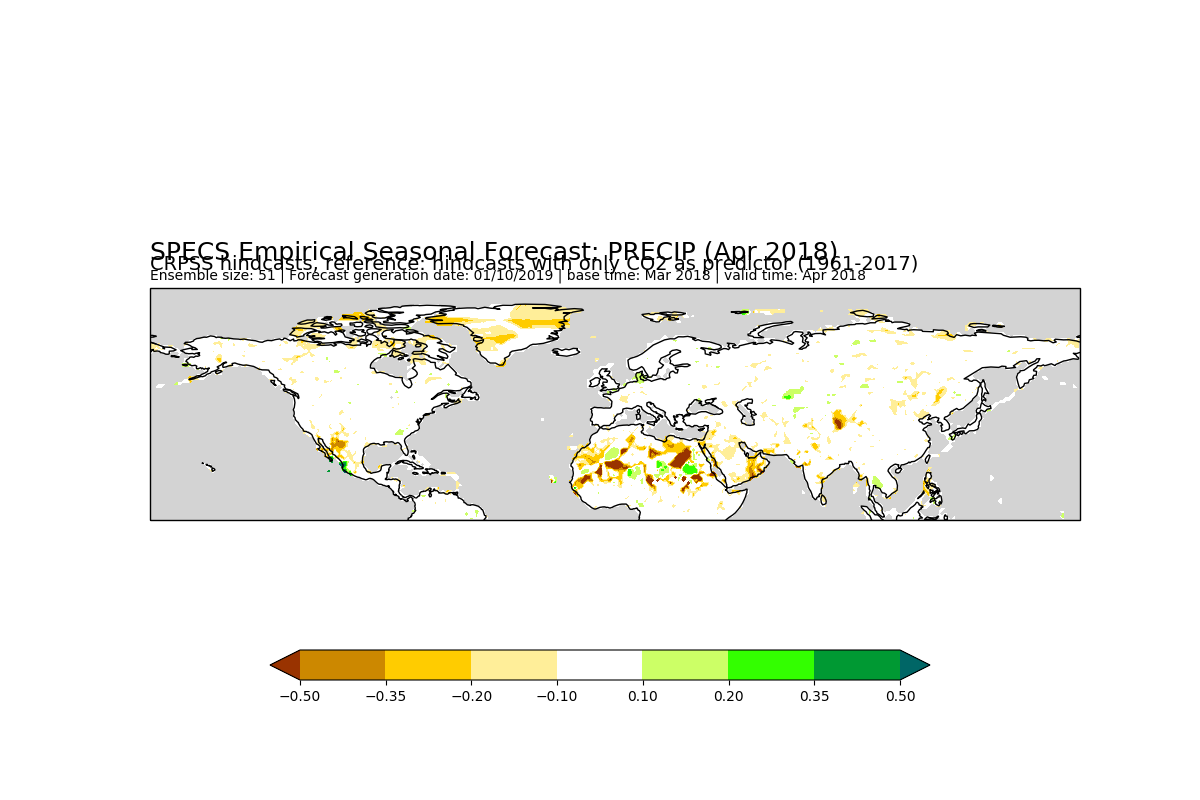 SPECS Empirical Seasonal Forecast: PRECIP (Apr 2018)
CRPSS hindcasts, reference: hindcasts with only CO2 as predictor (1961-2017)
Ensemble size: 51 | Forecast generation date: 01/10/2019 | base time: Mar 2018 | valid time: Apr 2018
−0.50 −0.35 −0.20 −0.10 0.10 0.20 0.35 0.50